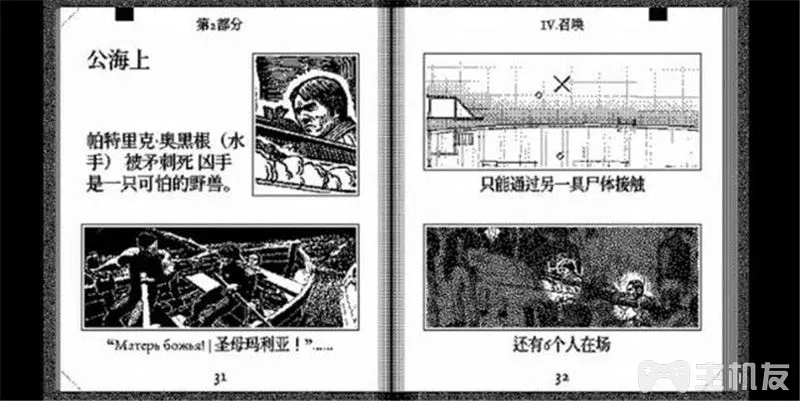 第2部分
公海上
帕特里克·奥黑根（水
手） 被矛刺死 凶手
是一只可怕的野兽。
“Матерь божья! | 圣母玛利亚！”……
31
IV.召唤
只能通过另一具尸体接触
还有6个人在场
32
主机友